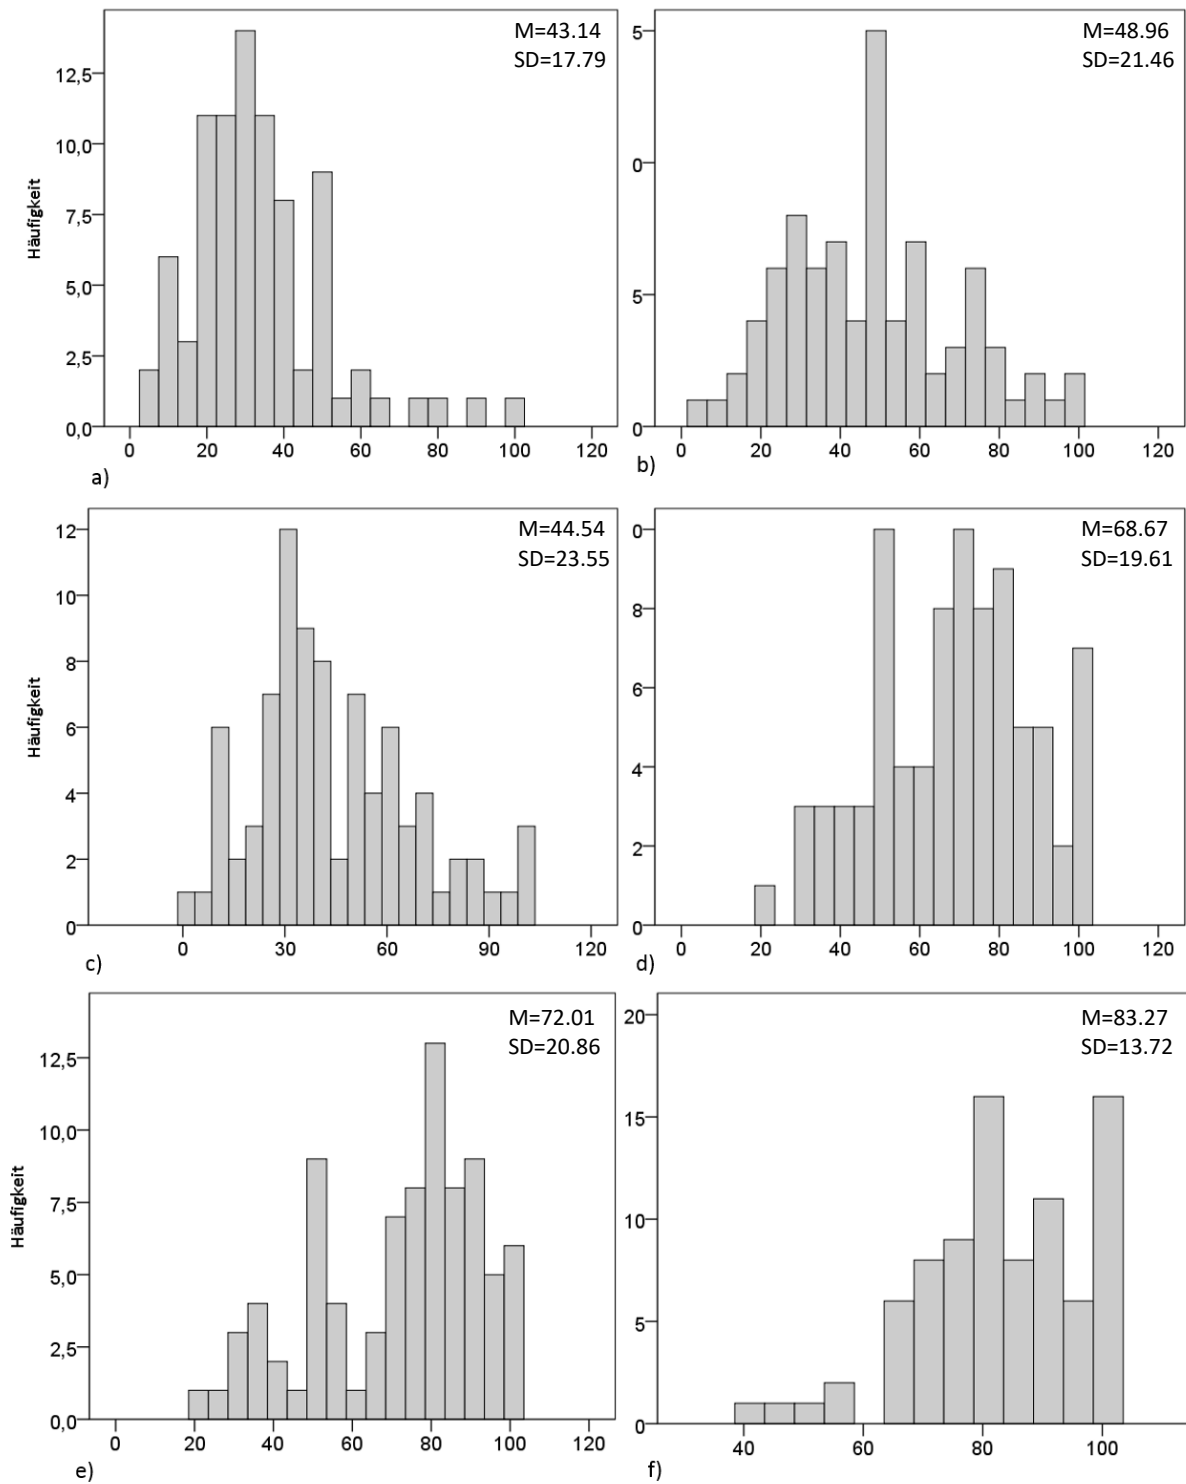 M=43.14
SD=17.79
Häufigkeit
12,5
10,0
7,5
5,0
2,5
0,0
0 20 40 60 80 100 120
a)
M=48.96
SD=21.46
5
0
5
0
0 20 40 60 80 100 120
b)
M=44.54
SD=23.55
Häufigkeit
12
10
8
6
4
2
0
0 30 60 90 120
c)
M=68.67
SD=19.61
0
8
6
4
2
0
0 20 40 60 80 100 120
d)
M=72.01
SD=20.86
Häufigkeit
12,5
10,0
7,5
5,0
2,5
0,0
0 20 40 60 80 100 120
e)
M=83.27
SD=13.72
20
15
10
5
0
40 60 80 100
f)